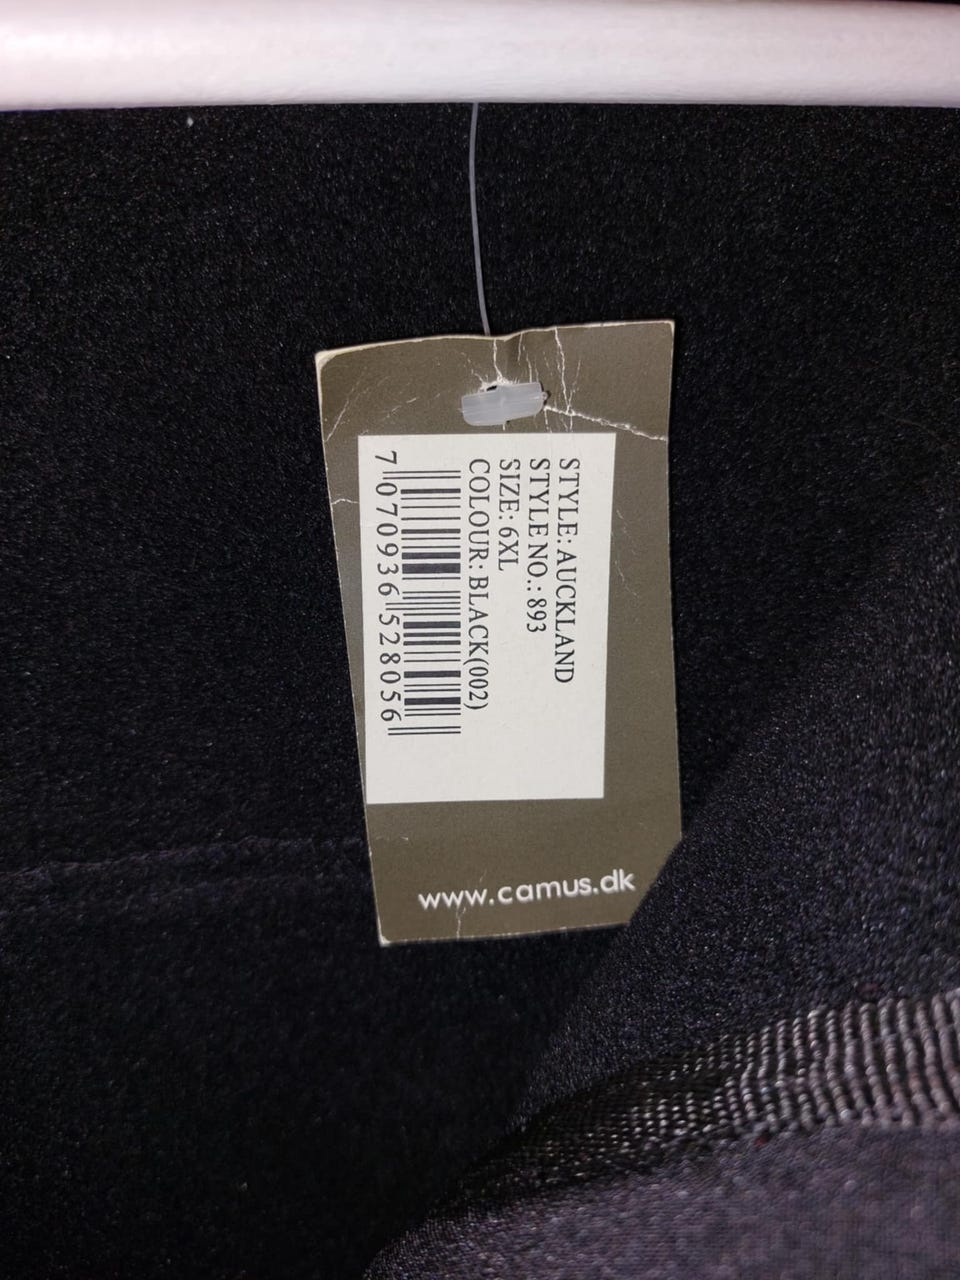 STYLE: AUCKLAND
STYLE NO.: 893
SIZE: 6XL
COLOUR: BLACK(002)
7 070936 528056
www.camus.dk